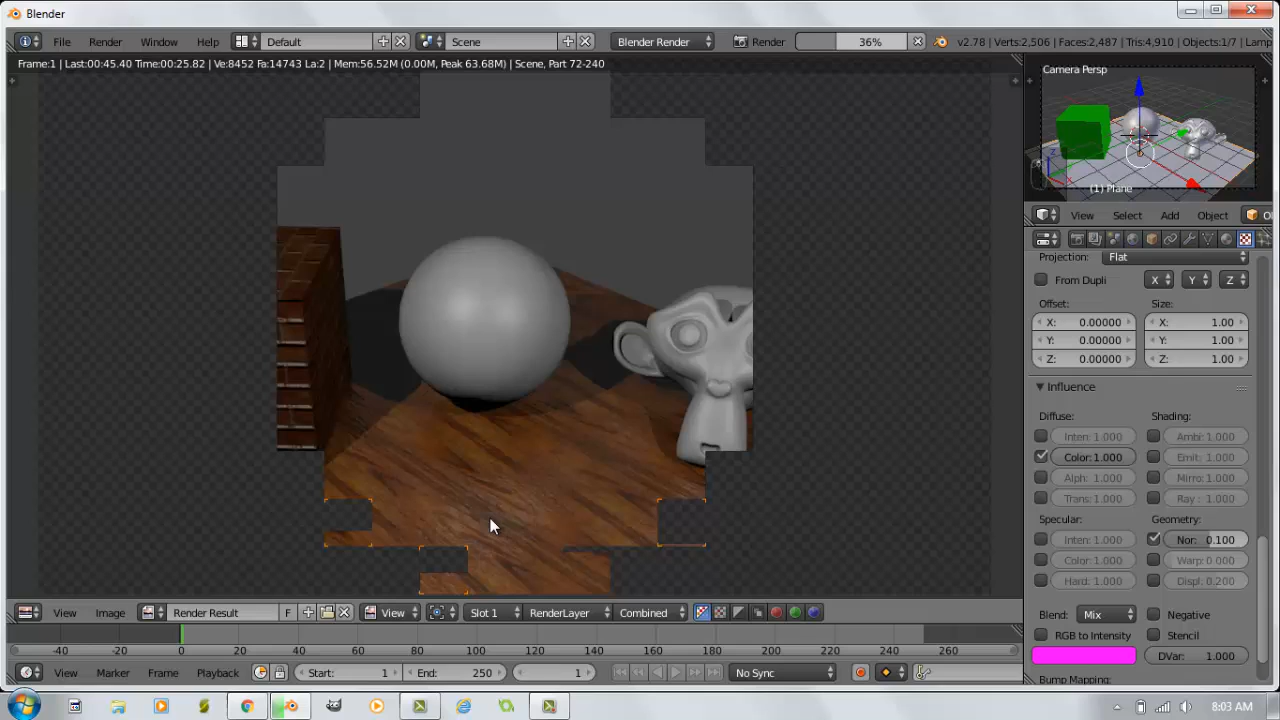 Blender
File Render Window Help Default Scene Blender Render Render 36% v2.78 | Verts:2,506 | Faces:2,487 | Tris:4,910 | Objects:1/7 | Lamp
Frame:1 | Last:00:45.40 Time:00:25.82 | Ve:8452 Fa:14743 La:2 | Mem:56.52M (0.00M, Peak 63.68M) | Scene, Part 72-240
Camera Persp
(1) Plane
View Select Add Object
Projection: Flat
From Dupli X Y Z
Offset: Size:
X: 0.00000 X: 1.00
Y: 0.00000 Y: 1.00
Z: 0.00000 Z: 1.00
Influence
Diffuse: Shading:
Inten: 1.000 Ambi: 1.000
Color: 1.000 Emit: 1.000
Alph: 1.000 Mirro: 1.000
Trans: 1.000 Ray : 1.000
Specular: Geometry:
Inten: 1.000 Nor: 0.100
Color: 1.000 Warp: 0.000
Hard: 1.000 Displ: 0.200
Blend: Mix Negative
RGB to Intensity Stencil
DVar: 1.000
Bump Mapping:
View Image Render Result F View Slot 1 RenderLayer Combined
-40 -20 0 20 40 60 80 100 120 140 160 180 200 220 240 260
View Marker Frame Playback Start: 1 End: 250 1 No Sync
8:03 AM